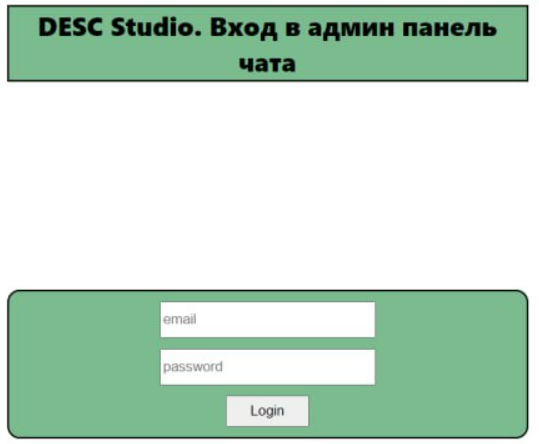 DESC Studio. Вход в админ панель
чата
email
password
Login